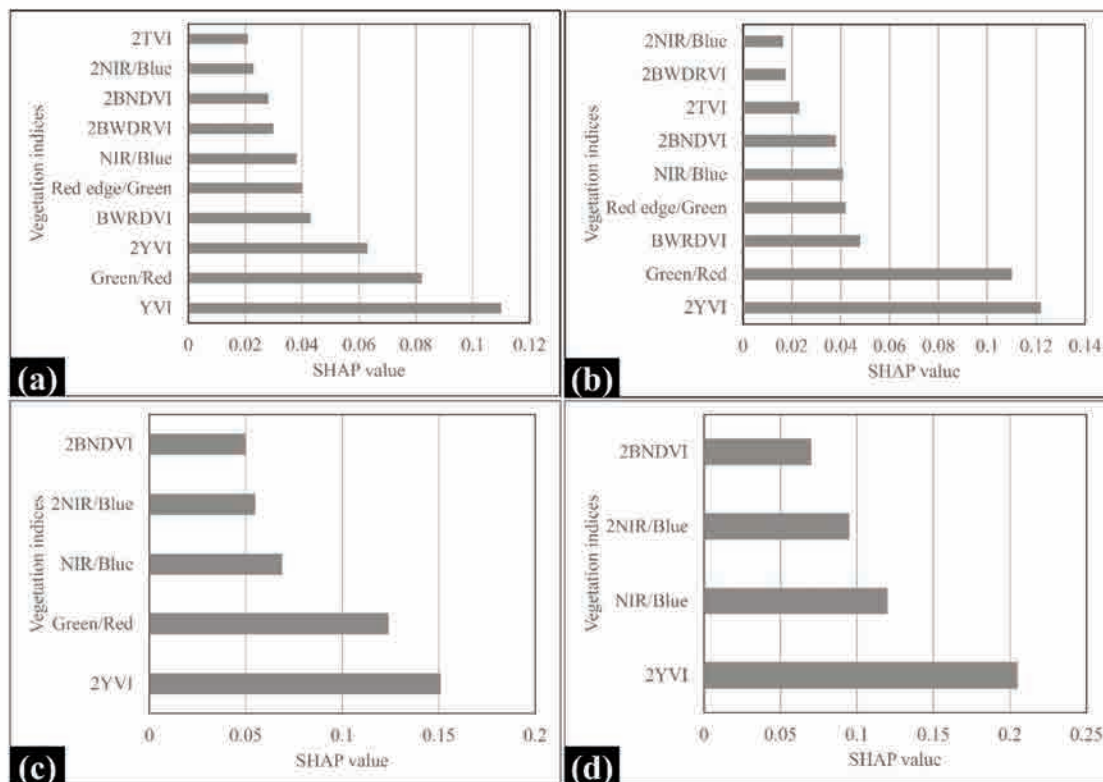 Vegetation indices
2TVI
2NIR/Blue
2BNDVI
2BWDRVI
NIR/Blue
Red edge/Green
BWRDVI
2YVI
Green/Red
YVI
0 0.02 0.04 0.06 0.08 0.1 0.12
SHAP value
(a)
Vegetation indices
2NIR/Blue
2BWDRVI
2TVI
2BNDVI
NIR/Blue
Red edge/Green
BWRDVI
Green/Red
2YVI
0 0.02 0.04 0.06 0.08 0.1 0.12 0.14
SHAP value
(b)
Vegetation indices
2BNDVI
2NIR/Blue
NIR/Blue
Green/Red
2YVI
0 0.05 0.1 0.15 0.2
SHAP value
(c)
Vegetation indices
2BNDVI
2NIR/Blue
NIR/Blue
2YVI
0 0.05 0.1 0.15 0.2 0.25
SHAP value
(d)